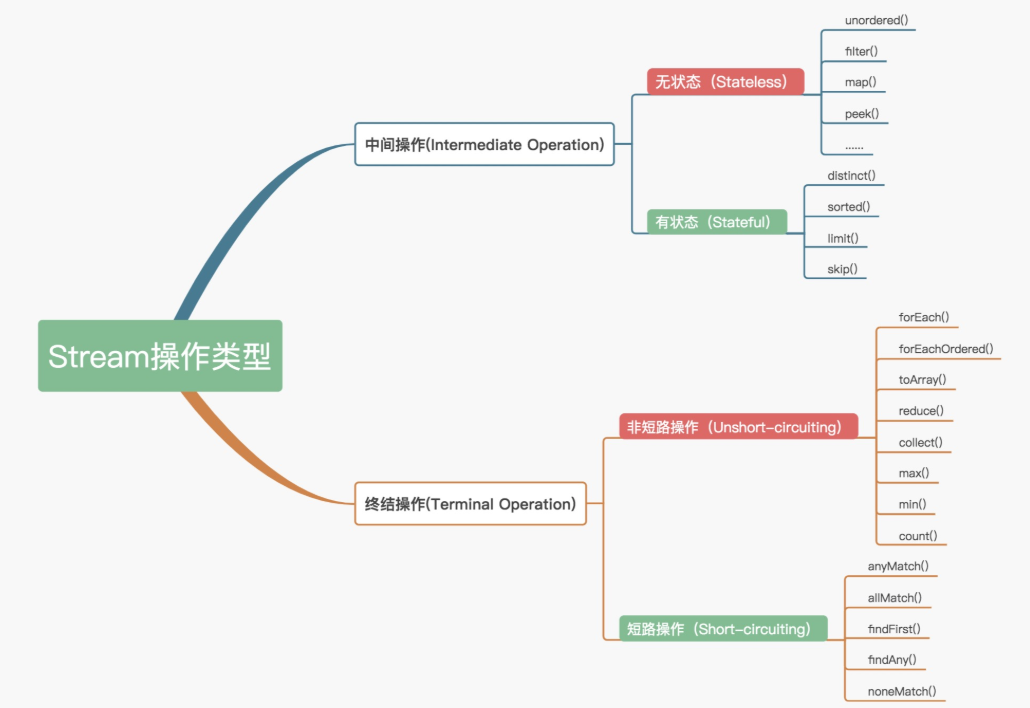 Stream操作类型
中间操作(Intermediate Operation)
无状态（Stateless）
unordered()
filter()
map()
peek()
......
有状态（Stateful）
distinct()
sorted()
limit()
skip()
终结操作(Terminal Operation)
非短路操作（Unshort-circuiting）
forEach()
forEachOrdered()
toArray()
reduce()
collect()
max()
min()
count()
短路操作（Short-circuiting）
anyMatch()
allMatch()
findFirst()
findAny()
noneMatch()